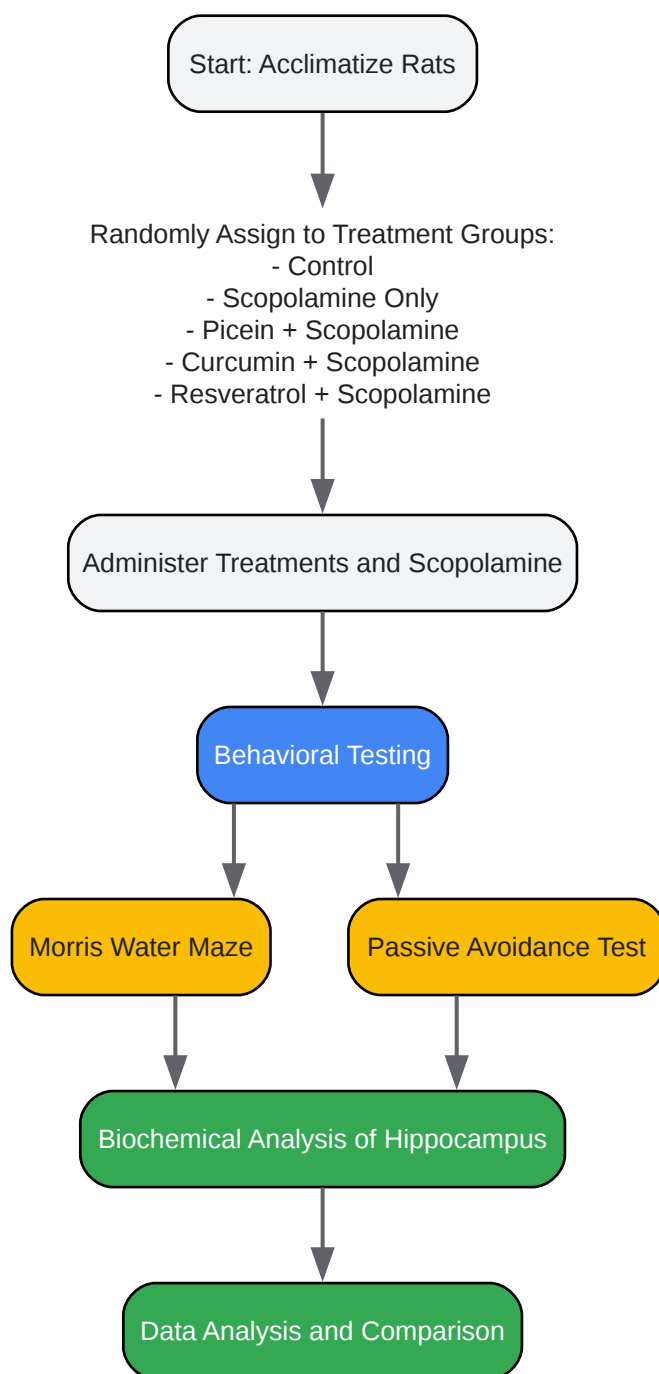 Start: Acclimatize Rats
Randomly Assign to Treatment Groups:
- Control
- Scopolamine Only
- Picein + Scopolamine
- Curcumin + Scopolamine
- Resveratrol + Scopolamine
Administer Treatments and Scopolamine
Behavioral Testing
Morris Water Maze
Passive Avoidance Test
Biochemical Analysis of Hippocampus
Data Analysis and Comparison